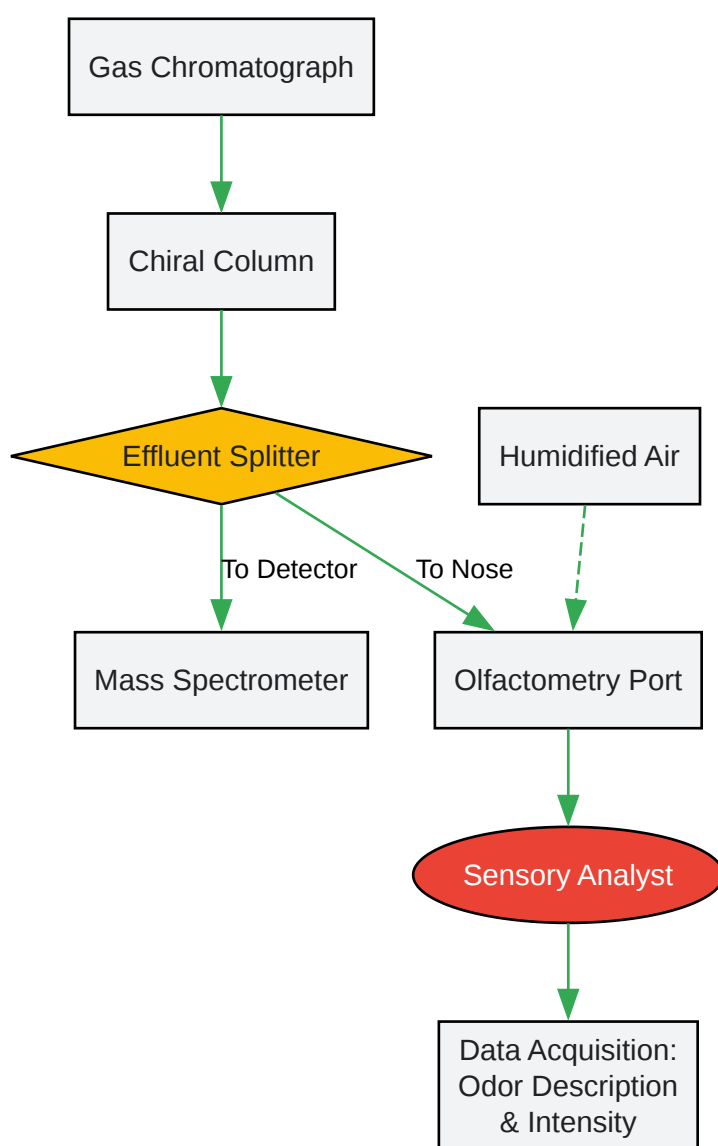 Gas Chromatograph
Chiral Column
Effluent Splitter
Humidified Air
To Detector
To Nose
Mass Spectrometer
Olfactometry Port
Sensory Analyst
Data Acquisition:
Odor Description
& Intensity